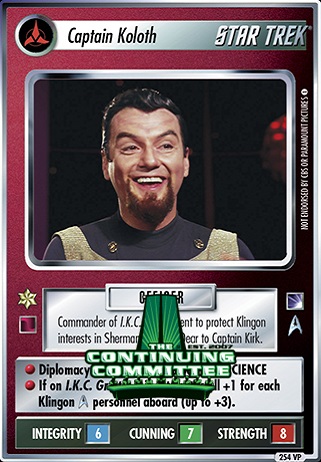 Captain Koloth
STAR TREK
NOT ENDORSED BY CBS OR PARAMOUNT PICTURES
OFFICER
Commander of I.K.C. to protect Klingon
interests in Captain Kirk.
EST. 2007
THE
CONTINUING
COMMITTEE
Diplomacy SCIENCE
If on I.K.C. +1 for each
Klingon personnel aboard (up to +3).
INTEGRITY 6 CUNNING 7 STRENGTH 8
254 VP